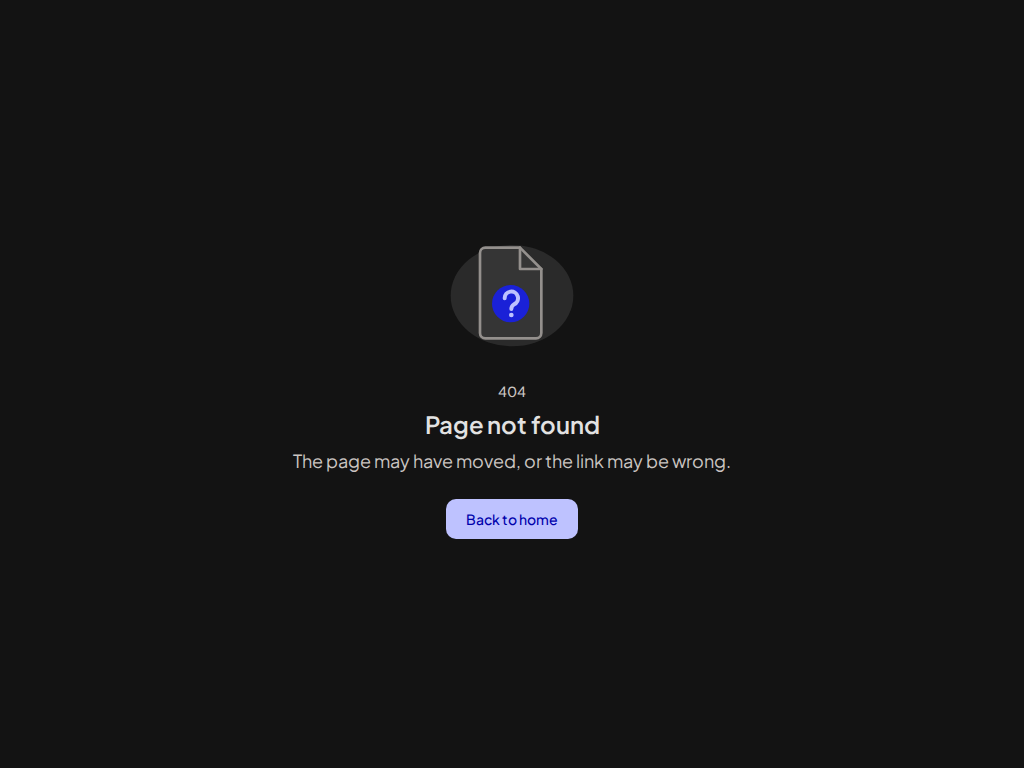 ?
404
Page not found
The page may have moved, or the link may be wrong.
Back to home